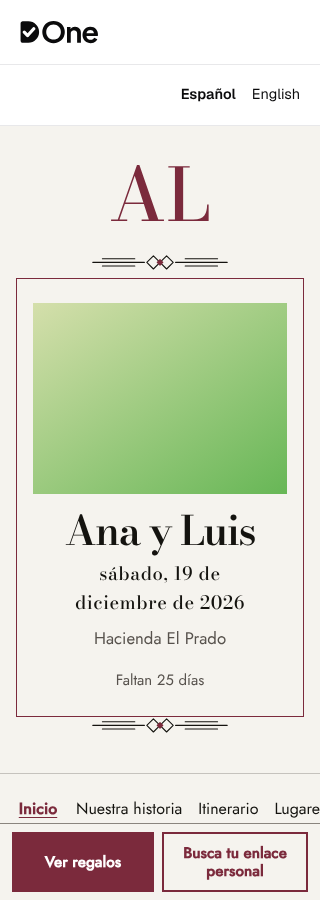 One
Español English
AL
Ana y Luis
sábado, 19 de
diciembre de 2026
Hacienda El Prado
Faltan 25 días
Inicio Nuestra historia Itinerario Lugare
Ver regalos
Busca tu enlace
personal